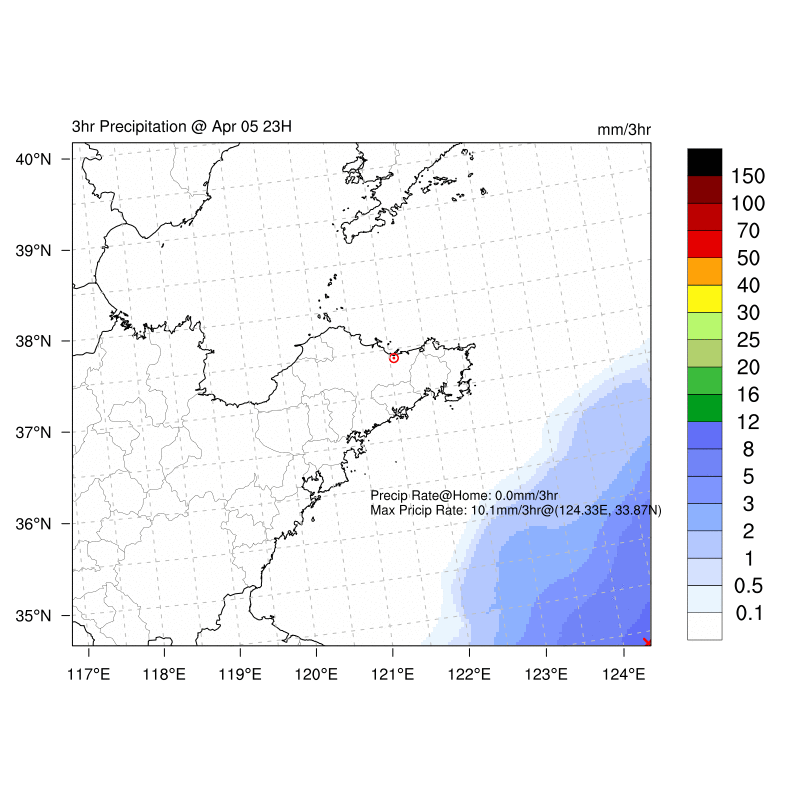 3hr Precipitation @ Apr 05 23H
mm/3hr
40°N
39°N
38°N
37°N
36°N
35°N
117°E
118°E
119°E
120°E
121°E
122°E
123°E
124°E
Precip Rate@Home: 0.0mm/3hr
Max Pricip Rate: 10.1mm/3hr@(124.33E, 33.87N)
150
100
70
50
40
30
25
20
16
12
8
5
3
2
1
0.5
0.1